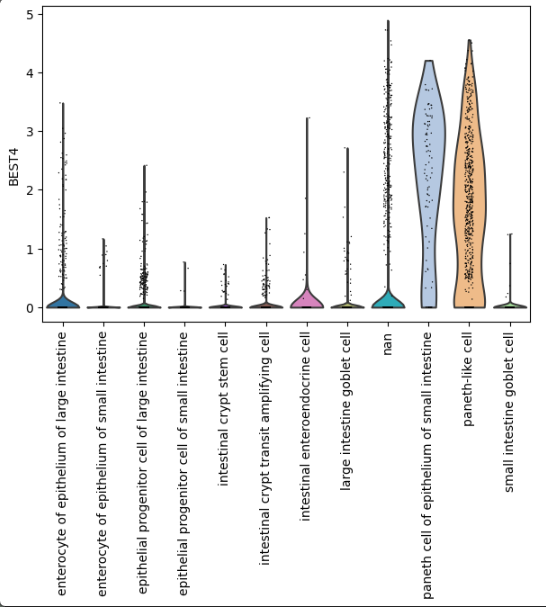 5
4
3
2
1
0
BEST4
enterocyte of epithelium of large intestine
enterocyte of epithelium of small intestine
epithelial progenitor cell of large intestine
epithelial progenitor cell of small intestine
intestinal crypt stem cell
intestinal crypt transit amplifying cell
intestinal enteroendocrine cell
large intestine goblet cell
nan
paneth cell of epithelium of small intestine
paneth-like cell
small intestine goblet cell